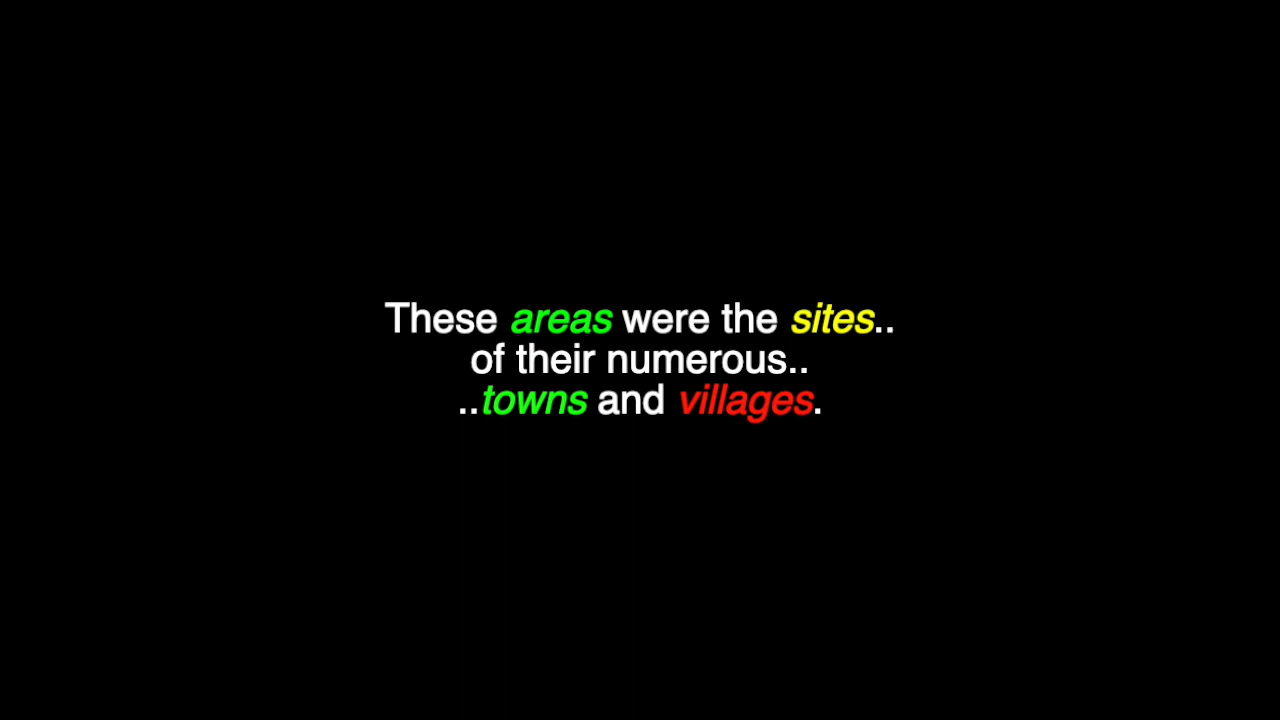 These areas were the sites..
of their numerous..
..towns and villages.